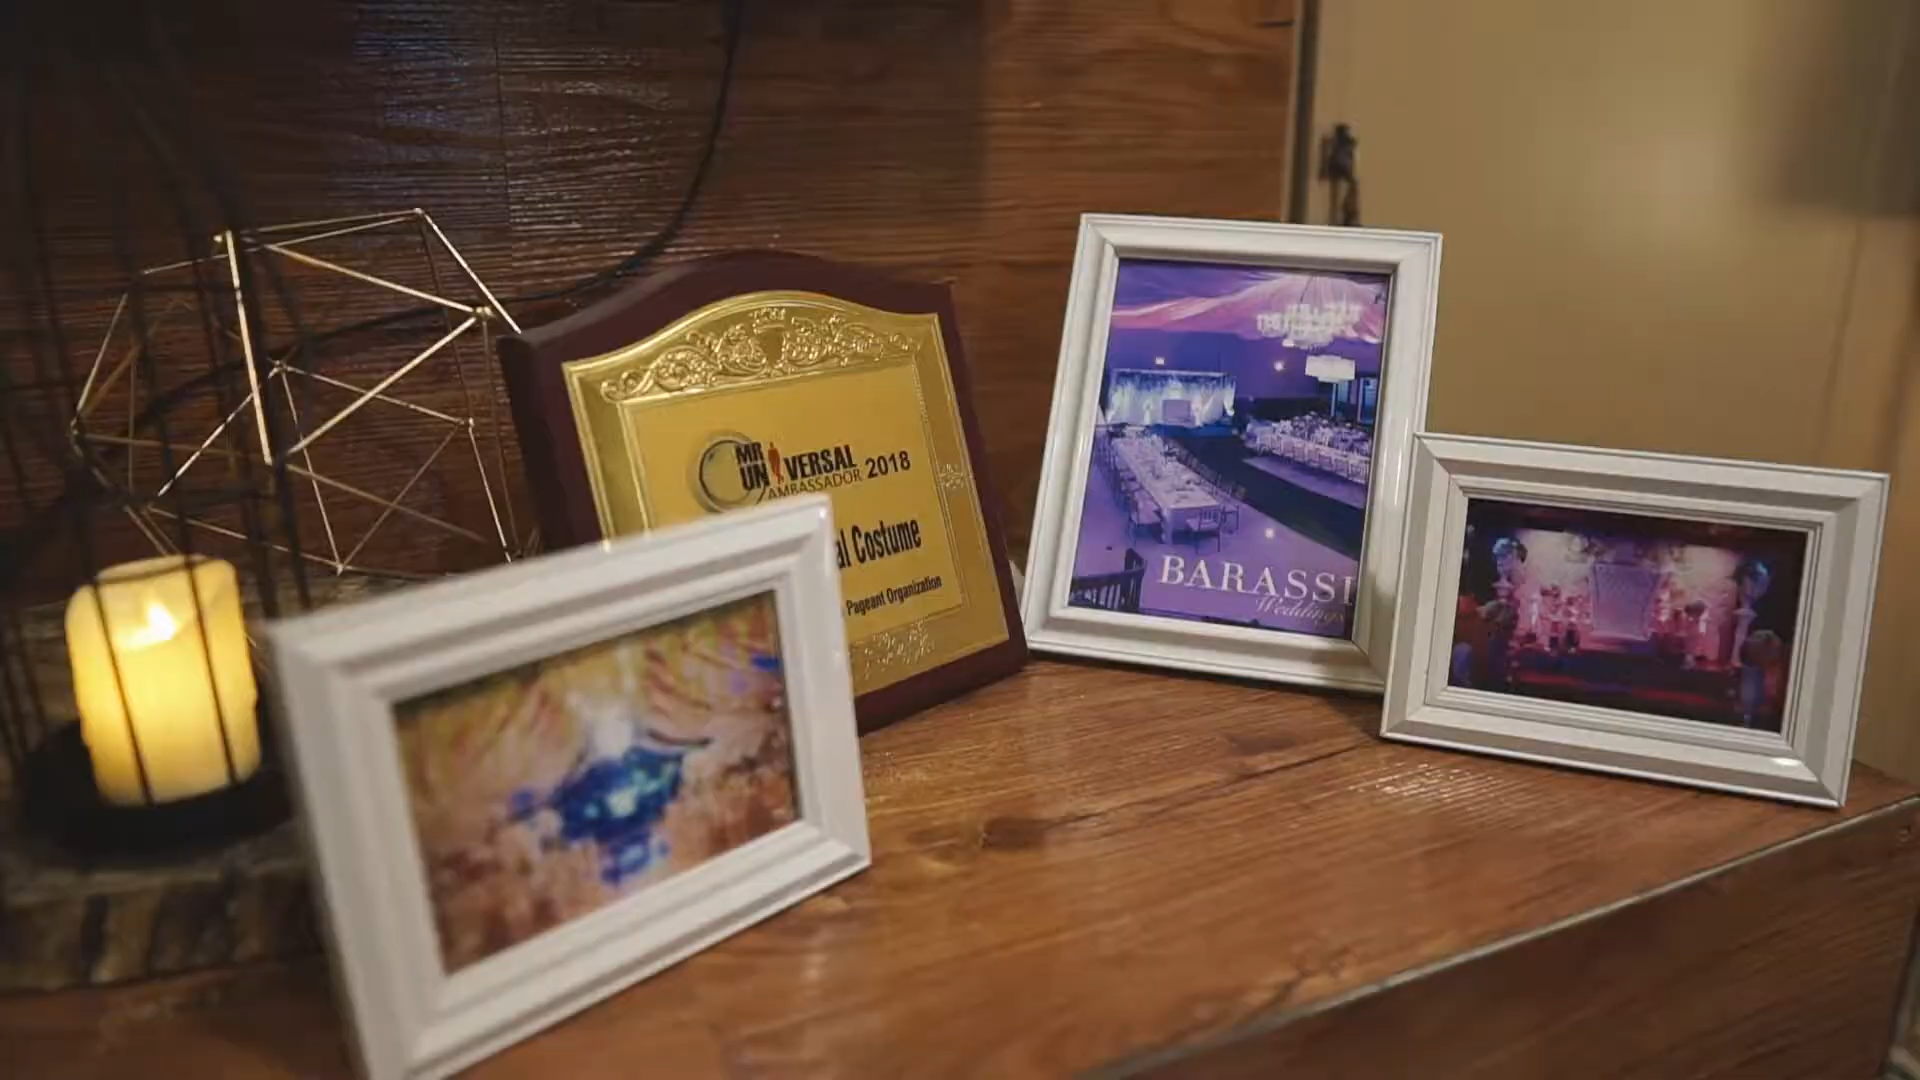 MR
UNIVERSAL 2018
AMBASSADOR
al Costume
Pageant Organization
BARASSI
Weddings